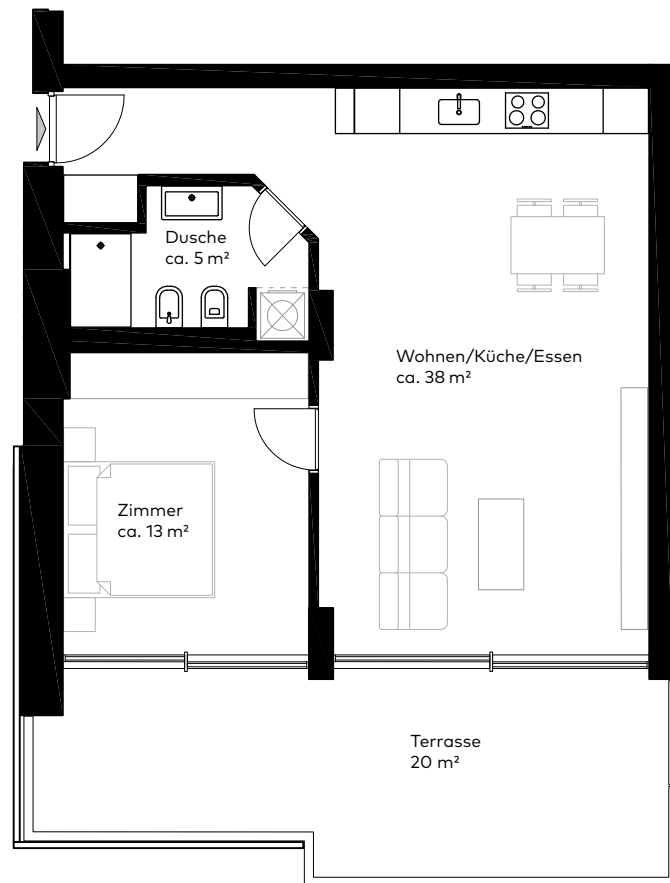 Dusche
ca. 5 m²
Wohnen/Küche/Essen
ca. 38 m²
Zimmer
ca. 13 m²
Terrasse
20 m²